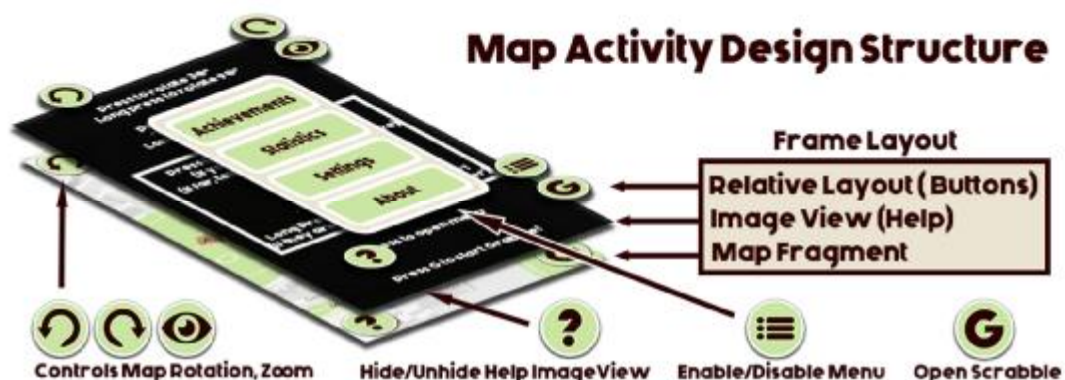 Map Activity Design Structure
Frame Layout
Relative Layout ( Buttons)
Image View (Help)
Map Fragment
Achievements
Statistics
Settings
About
G
?
Press G to start Grabble!
?
?
G
Controls Map Rotation, Zoom
Hide/Unhide Help ImageView
Enable/Disable Menu
Open Scrabble